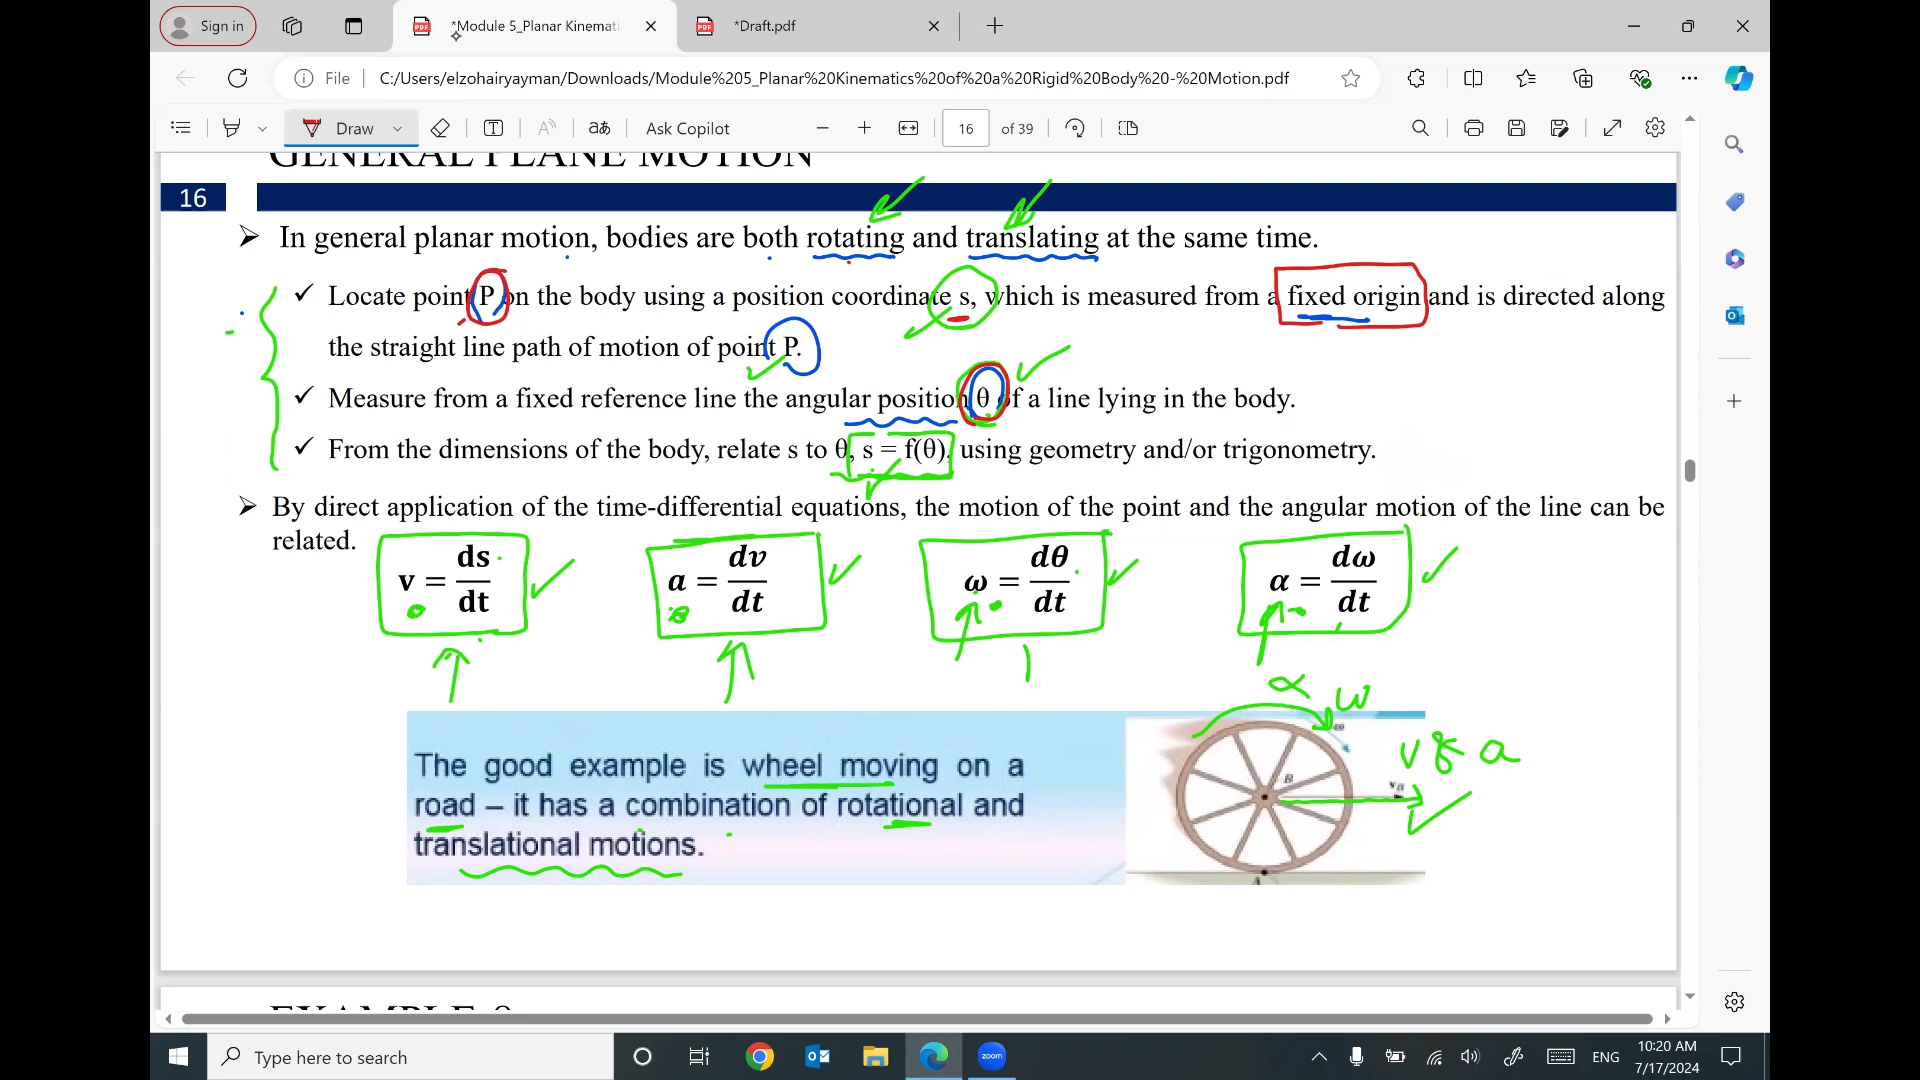 Sign in
*Module 5_Planar Kinemati
*Draft.pdf
File
C:/Users/elzohairyayman/Downloads/Module%205_Planar%20Kinematics%20of%20a%20Rigid%20Body%20-%20Motion.pdf
Draw
T
A
aあ
Ask Copilot
16 of 39
GENERAL PLANE MOTION
16
➢ In general planar motion, bodies are both rotating and translating at the same time.
✓ Locate point P on the body using a position coordinate s, which is measured from a fixed origin and is directed along
the straight line path of motion of point P.
✓ Measure from a fixed reference line the angular position θ of a line lying in the body.
✓ From the dimensions of the body, relate s to θ, s = f(θ), using geometry and/or trigonometry.
➢ By direct application of the time-differential equations, the motion of the point and the angular motion of the line can be
related.
v = ds/dt
a = dv/dt
ω = dθ/dt
α = dω/dt
α ω
v & a
The good example is wheel moving on a
road – it has a combination of rotational and
translational motions.
B
A
Type here to search
zoom
ENG
10:20 AM
7/17/2024